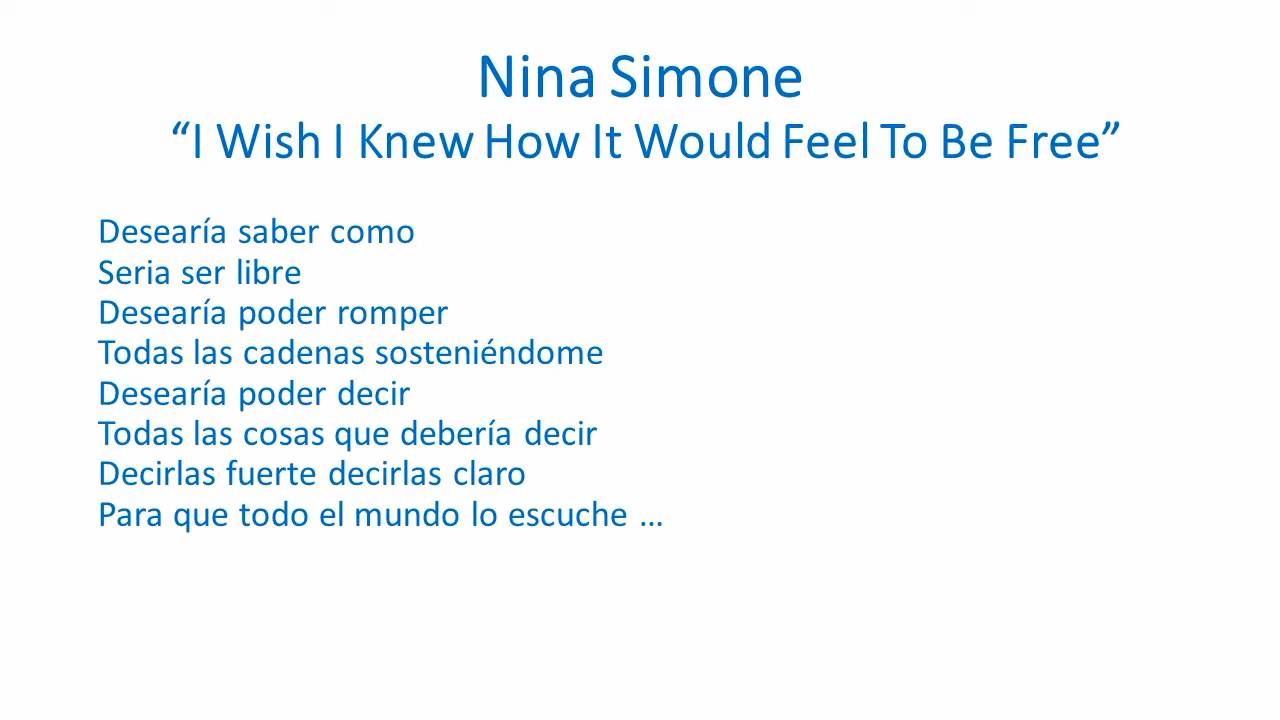 Nina Simone
“I Wish I Knew How It Would Feel To Be Free”
Desearía saber como
Seria ser libre
Desearía poder romper
Todas las cadenas sosteniéndome
Desearía poder decir
Todas las cosas que debería decir
Decirlas fuerte decirlas claro
Para que todo el mundo lo escuche …